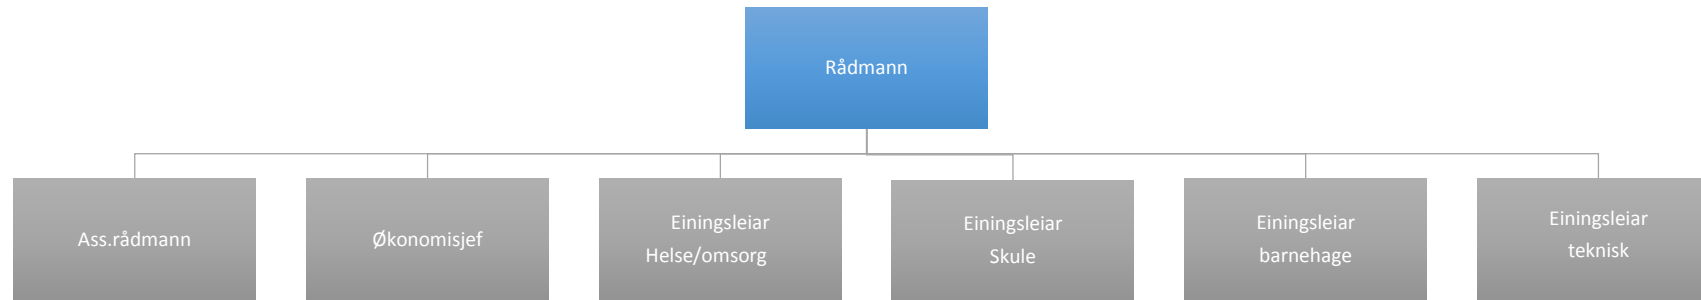 Rådmann
Ass.rådmann
Økonomisjef
Einingsleiar
Helse/omsorg
Einingsleiar
Skule
Einingsleiar
barnehage
Einingsleiar
teknisk